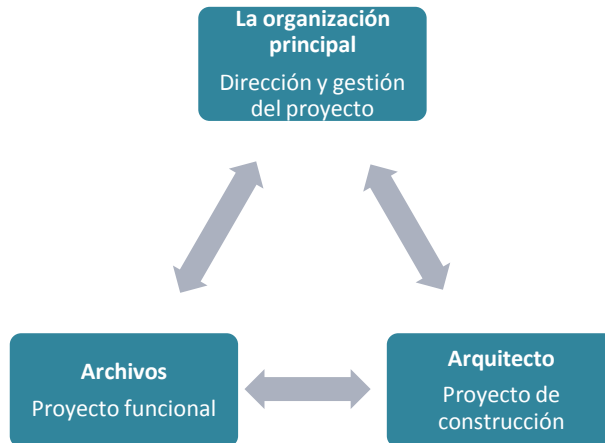 La organización
principal
Dirección y gestión
del proyecto
Archivos
Proyecto funcional
Arquitecto
Proyecto de
construcción